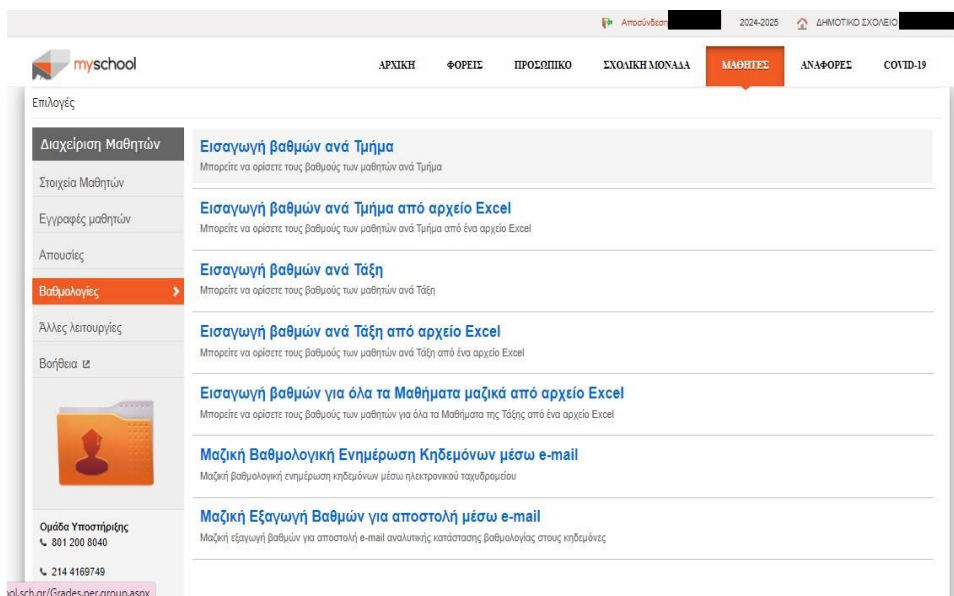 Αποσύνδεση
2024-2025
ΔΗΜΟΤΙΚΟ ΣΧΟΛΕΙΟ
myschool
ΑΡΧΙΚΗ ΦΟΡΕΙΣ ΠΡΟΣΩΠΙΚΟ ΣΧΟΛΙΚΗ ΜΟΝΑΔΑ ΜΑΘΗΤΕΣ ΑΝΑΦΟΡΕΣ COVID-19
Επιλογές
Διαχείριση Μαθητών
Στοιχεία Μαθητών
Εγγραφές μαθητών
Απουσίες
Βαθμολογίες
Άλλες λειτουργίες
Βοήθεια
Ομάδα Υποστήριξης
801 200 8040
214 4169749
Εισαγωγή βαθμών ανά Τμήμα
Μπορείτε να ορίσετε τους βαθμούς των μαθητών ανά Τμήμα
Εισαγωγή βαθμών ανά Τμήμα από αρχείο Excel
Μπορείτε να ορίσετε τους βαθμούς των μαθητών ανά Τμήμα από ένα αρχείο Excel
Εισαγωγή βαθμών ανά Τάξη
Μπορείτε να ορίσετε τους βαθμούς των μαθητών ανά Τάξη
Εισαγωγή βαθμών ανά Τάξη από αρχείο Excel
Μπορείτε να ορίσετε τους βαθμούς των μαθητών ανά Τάξη από ένα αρχείο Excel
Εισαγωγή βαθμών για όλα τα Μαθήματα μαζικά από αρχείο Excel
Μπορείτε να ορίσετε τους βαθμούς των μαθητών για όλα τα Μαθήματα της Τάξης από ένα αρχείο Excel
Μαζική Βαθμολογική Ενημέρωση Κηδεμόνων μέσω e-mail
Μαζική βαθμολογική ενημέρωση κηδεμόνων μέσω ηλεκτρονικού ταχυδρομείου
Μαζική Εξαγωγή Βαθμών για αποστολή μέσω e-mail
Μαζική εξαγωγή βαθμών για αποστολή e-mail αναλυτικής κατάστασης βαθμολογίας στους κηδεμόνες
ol.sch.gr/Grades.per.group.aspx